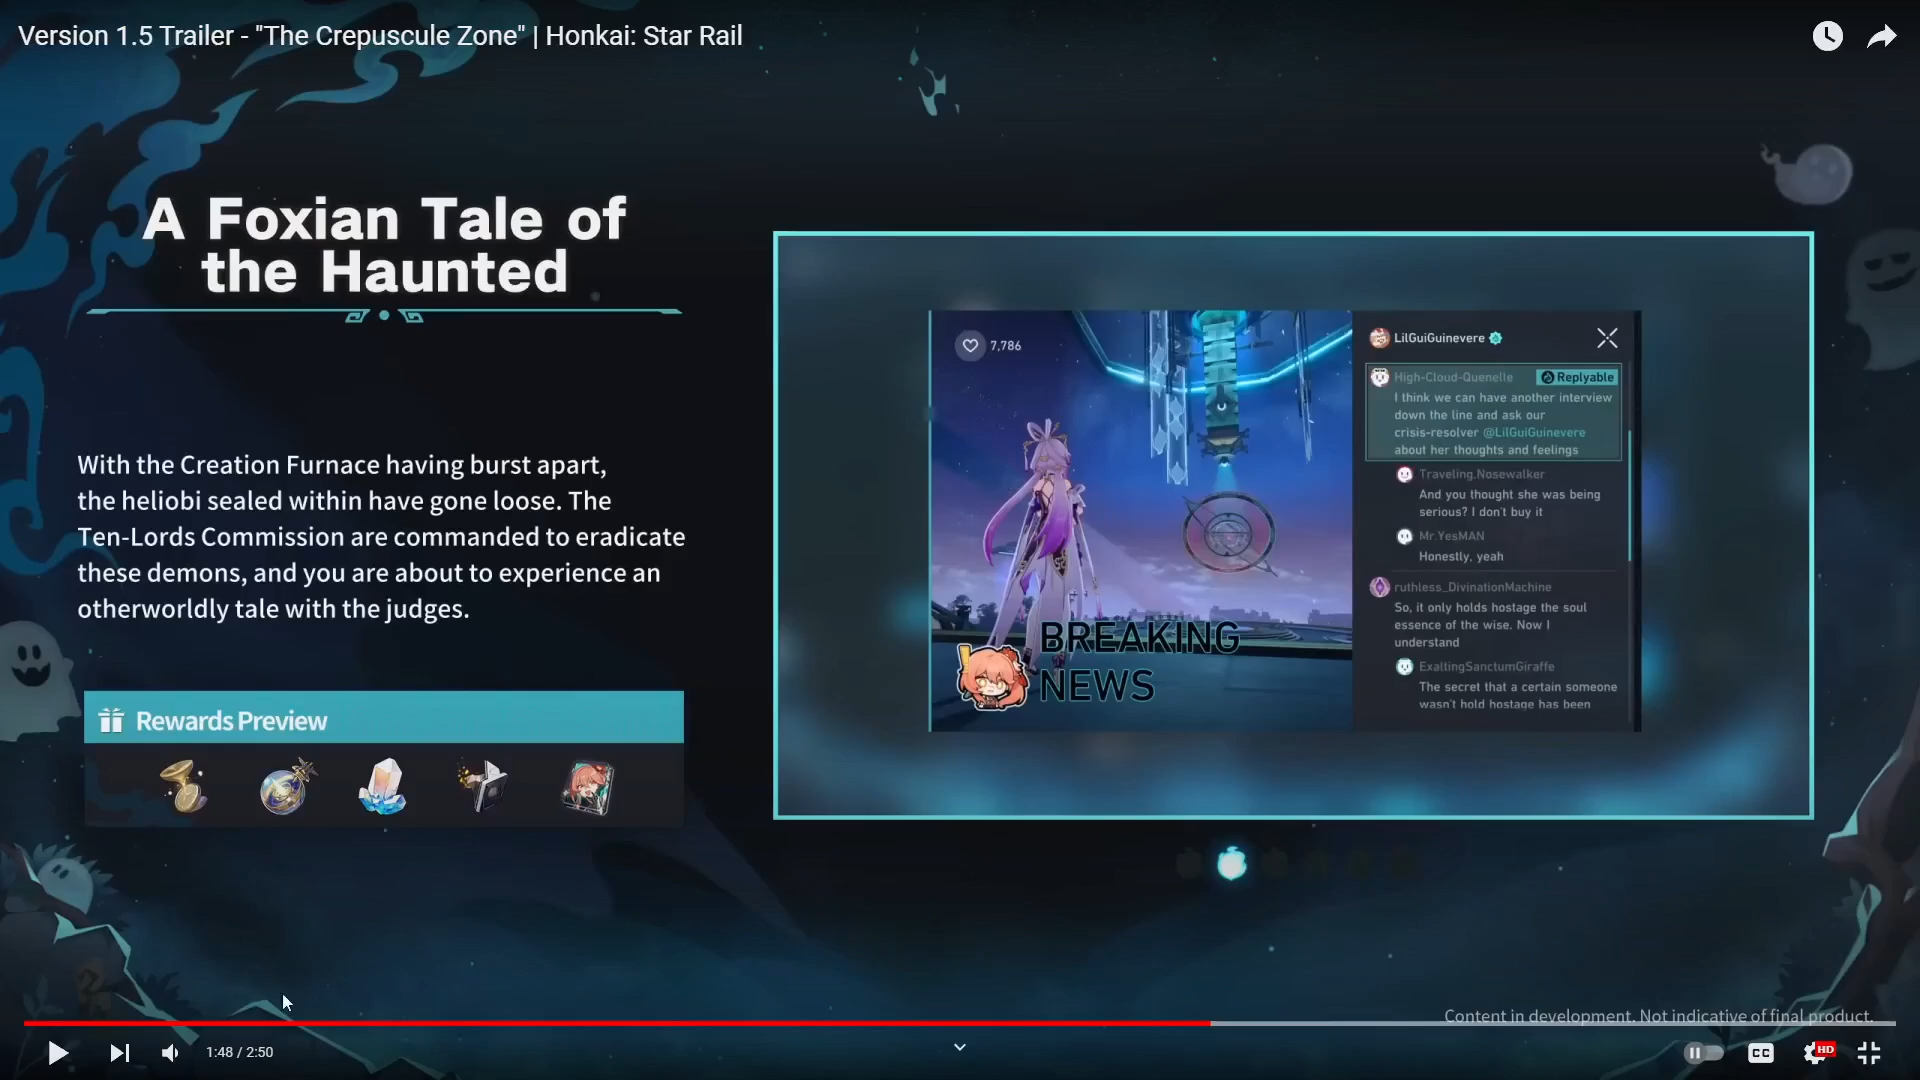 Version 1.5 Trailer - "The Crepuscule Zone" | Honkai: Star Rail
A Foxian Tale of
the Haunted
With the Creation Furnace having burst apart,
the heliobi sealed within have gone loose. The
Ten-Lords Commission are commanded to eradicate
these demons, and you are about to experience an
otherworldly tale with the judges.
Rewards Preview
7,786
BREAKING
NEWS
LilGuiGuinevere
High-Cloud-Quenelle
Replyable
I think we can have another interview
down the line and ask our
crisis-resolver @LilGuiGuinevere
about her thoughts and feelings
Traveling.Nosewalker
And you thought she was being
serious? I don't buy it
Mr.YesMAN
Honestly, yeah
ruthless_DivinationMachine
So, it only holds hostage the soul
essence of the wise. Now I
understand
ExaltingSanctumGiraffe
The secret that a certain someone
wasn't hold hostage has been
Content in development. Not indicative of final product.
1:48 / 2:50
CC
HD